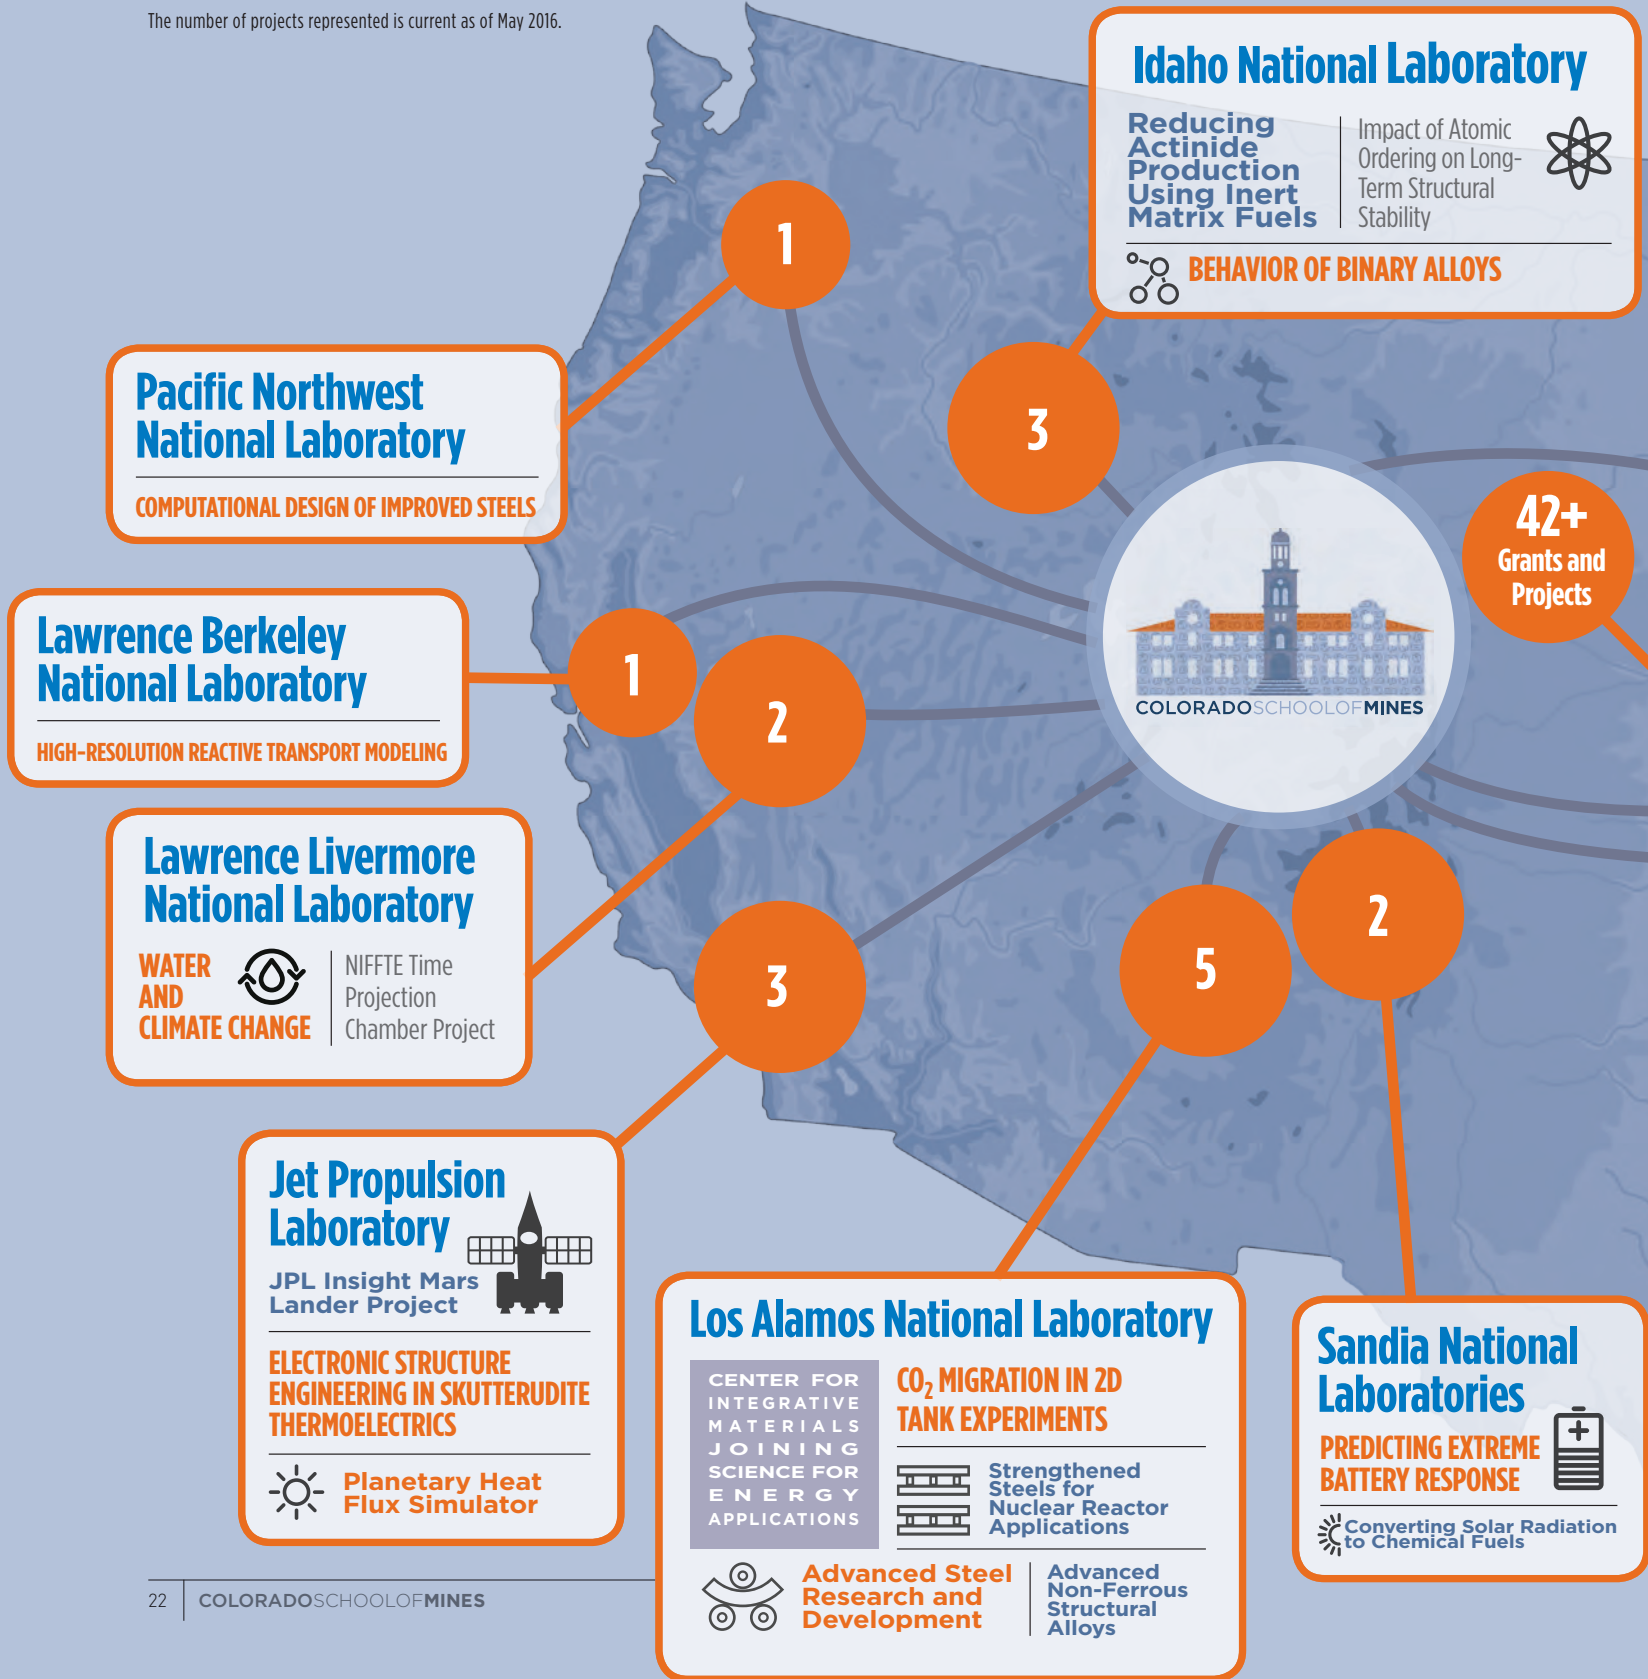 The number of projects represented is current as of May 2016.
Idaho National Laboratory
Reducing
Actinide
Production
Using Inert
Matrix Fuels
Impact of Atomic
Ordering on Long-
Term Structural
Stability
BEHAVIOR OF BINARY ALLOYS
1
3
Pacific Northwest
National Laboratory
COMPUTATIONAL DESIGN OF IMPROVED STEELS
42+
Grants and
Projects
COLORADOSCHOOLOFMINES
Lawrence Berkeley
National Laboratory
HIGH-RESOLUTION REACTIVE TRANSPORT MODELING
1
2
Lawrence Livermore
National Laboratory
WATER
AND
CLIMATE CHANGE
NIFFTE Time
Projection
Chamber Project
3
5
2
Jet Propulsion
Laboratory
JPL Insight Mars
Lander Project
ELECTRONIC STRUCTURE
ENGINEERING IN SKUTTERUDITE
THERMOELECTRICS
Planetary Heat
Flux Simulator
Los Alamos National Laboratory
CENTER FOR
INTEGRATIVE
MATERIALS
JOINING
SCIENCE FOR
ENERGY
APPLICATIONS
CO₂ MIGRATION IN 2D
TANK EXPERIMENTS
Strengthened
Steels for
Nuclear Reactor
Applications
Advanced Steel
Research and
Development
Advanced
Non-Ferrous
Structural
Alloys
Sandia National
Laboratories
PREDICTING EXTREME
BATTERY RESPONSE
Converting Solar Radiation
to Chemical Fuels
22 COLORADOSCHOOLOFMINES